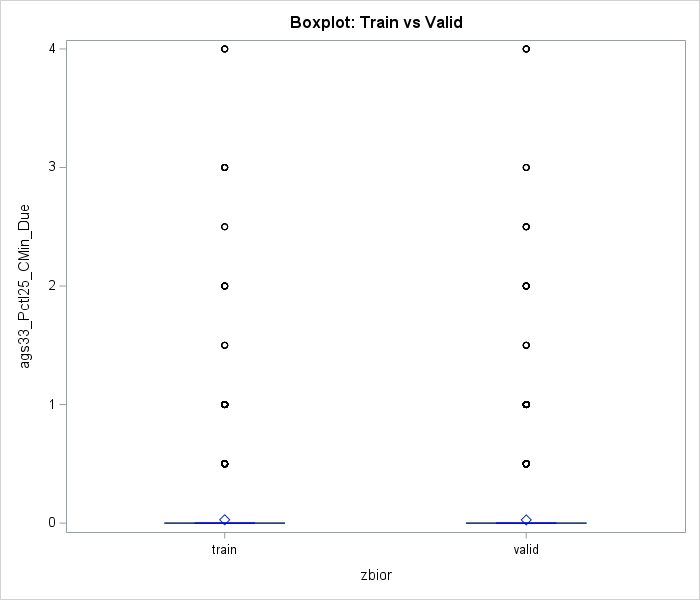 Boxplot: Train vs Valid
4
3
2
1
0
ags33_Pctl25_CMin_Due
train
valid
zbior